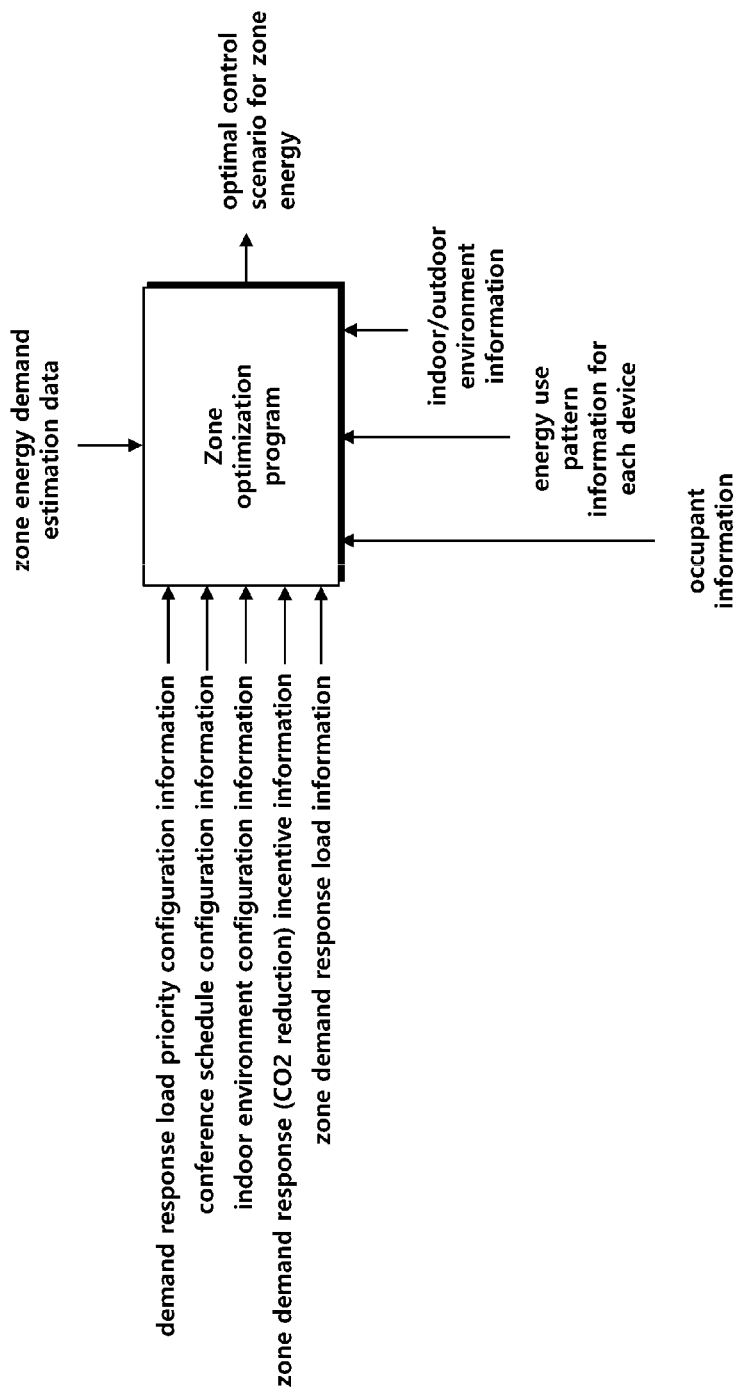 zone energy demand
estimation data
demand response load priority configuration information
conference schedule configuration information
indoor environment configuration information
zone demand response (CO2 reduction) incentive information
zone demand response load information
Zone
optimization
program
optimal control
scenario for zone
energy
indoor/outdoor
environment
information
energy use
pattern
information for
each device
occupant
information